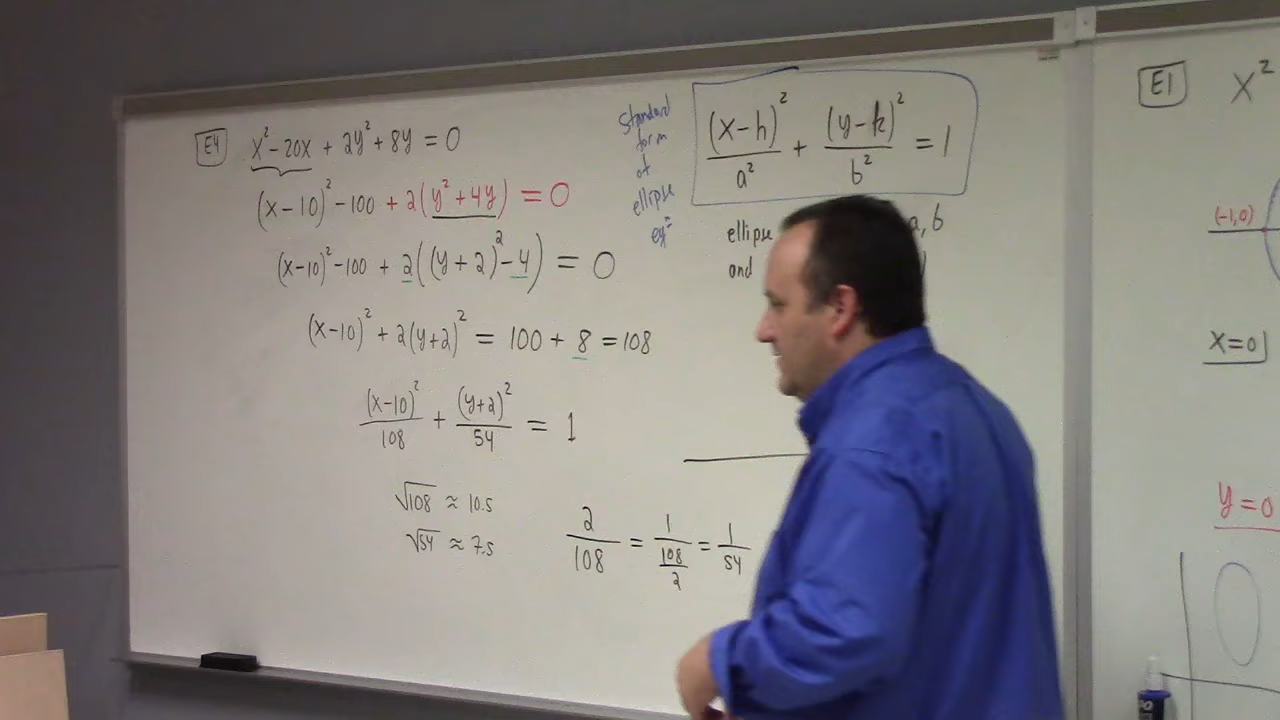 E4 x² - 20x + 2y² + 8y = 0
(x - 10)² - 100 + 2(y² + 4y) = 0
(x - 10)² - 100 + 2((y + 2)² - 4) = 0
(x - 10)² + 2(y + 2)² = 100 + 8 = 108
(x - 10)²/108 + (y + 2)²/54 = 1
√108 ≈ 10.5
√54 ≈ 7.5
2/108 = 1/(108/2) = 1/54
Standard
form
of
ellipse
eqⁿ
(x - h)²/a² + (y - k)²/b² = 1
ellipse a, b
and
E1 x²
(-1,0)
x = 0
y = 0